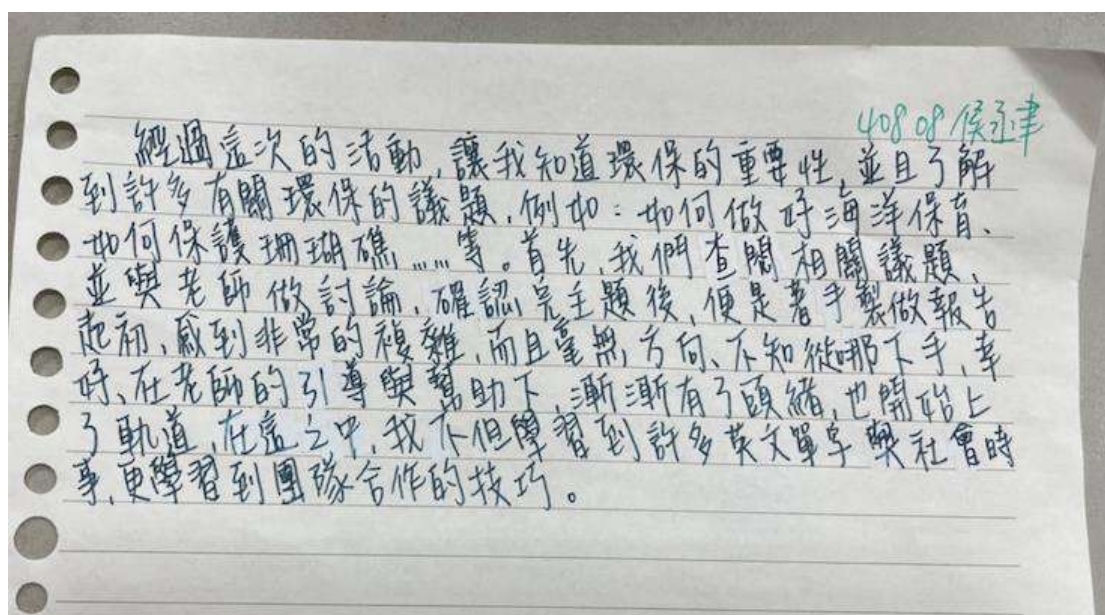 40808 侯丞津
經過這次的活動,讓我知道環保的重要性,並且了解
到許多有關環保的議題,例如:如何做好海洋保育、
如何保護珊瑚礁......等。首先,我們查閱相關議題,
並與老師做討論,確認完主題後,便是著手製做報告
起初,感到非常的複雜,而且毫無方向、不知從哪下手,幸
好,在老師的引導與幫助下,漸漸有了頭緒,也開始上
了軌道,在這之中,我不但學習到許多英文單字與社會時
事,更學習到團隊合作的技巧。